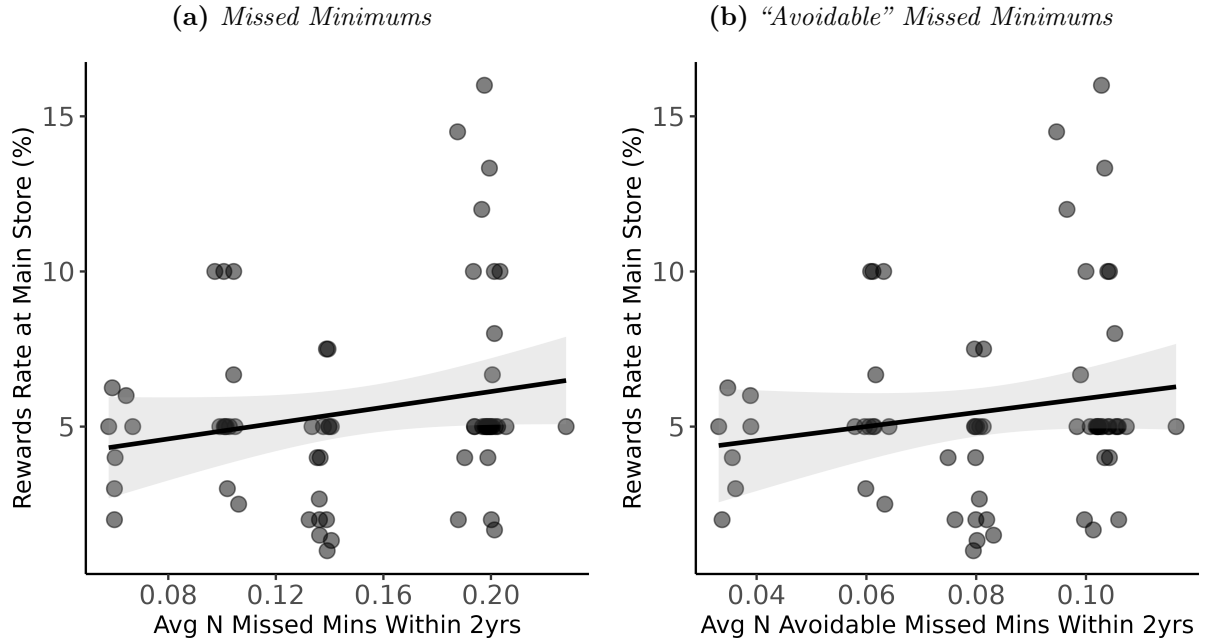 (a) Missed Minimums
Rewards Rate at Main Store (%)
15
10
5
0.08 0.12 0.16 0.20
Avg N Missed Mins Within 2yrs
(b) “Avoidable” Missed Minimums
Rewards Rate at Main Store (%)
15
10
5
0.04 0.06 0.08 0.10
Avg N Avoidable Missed Mins Within 2yrs